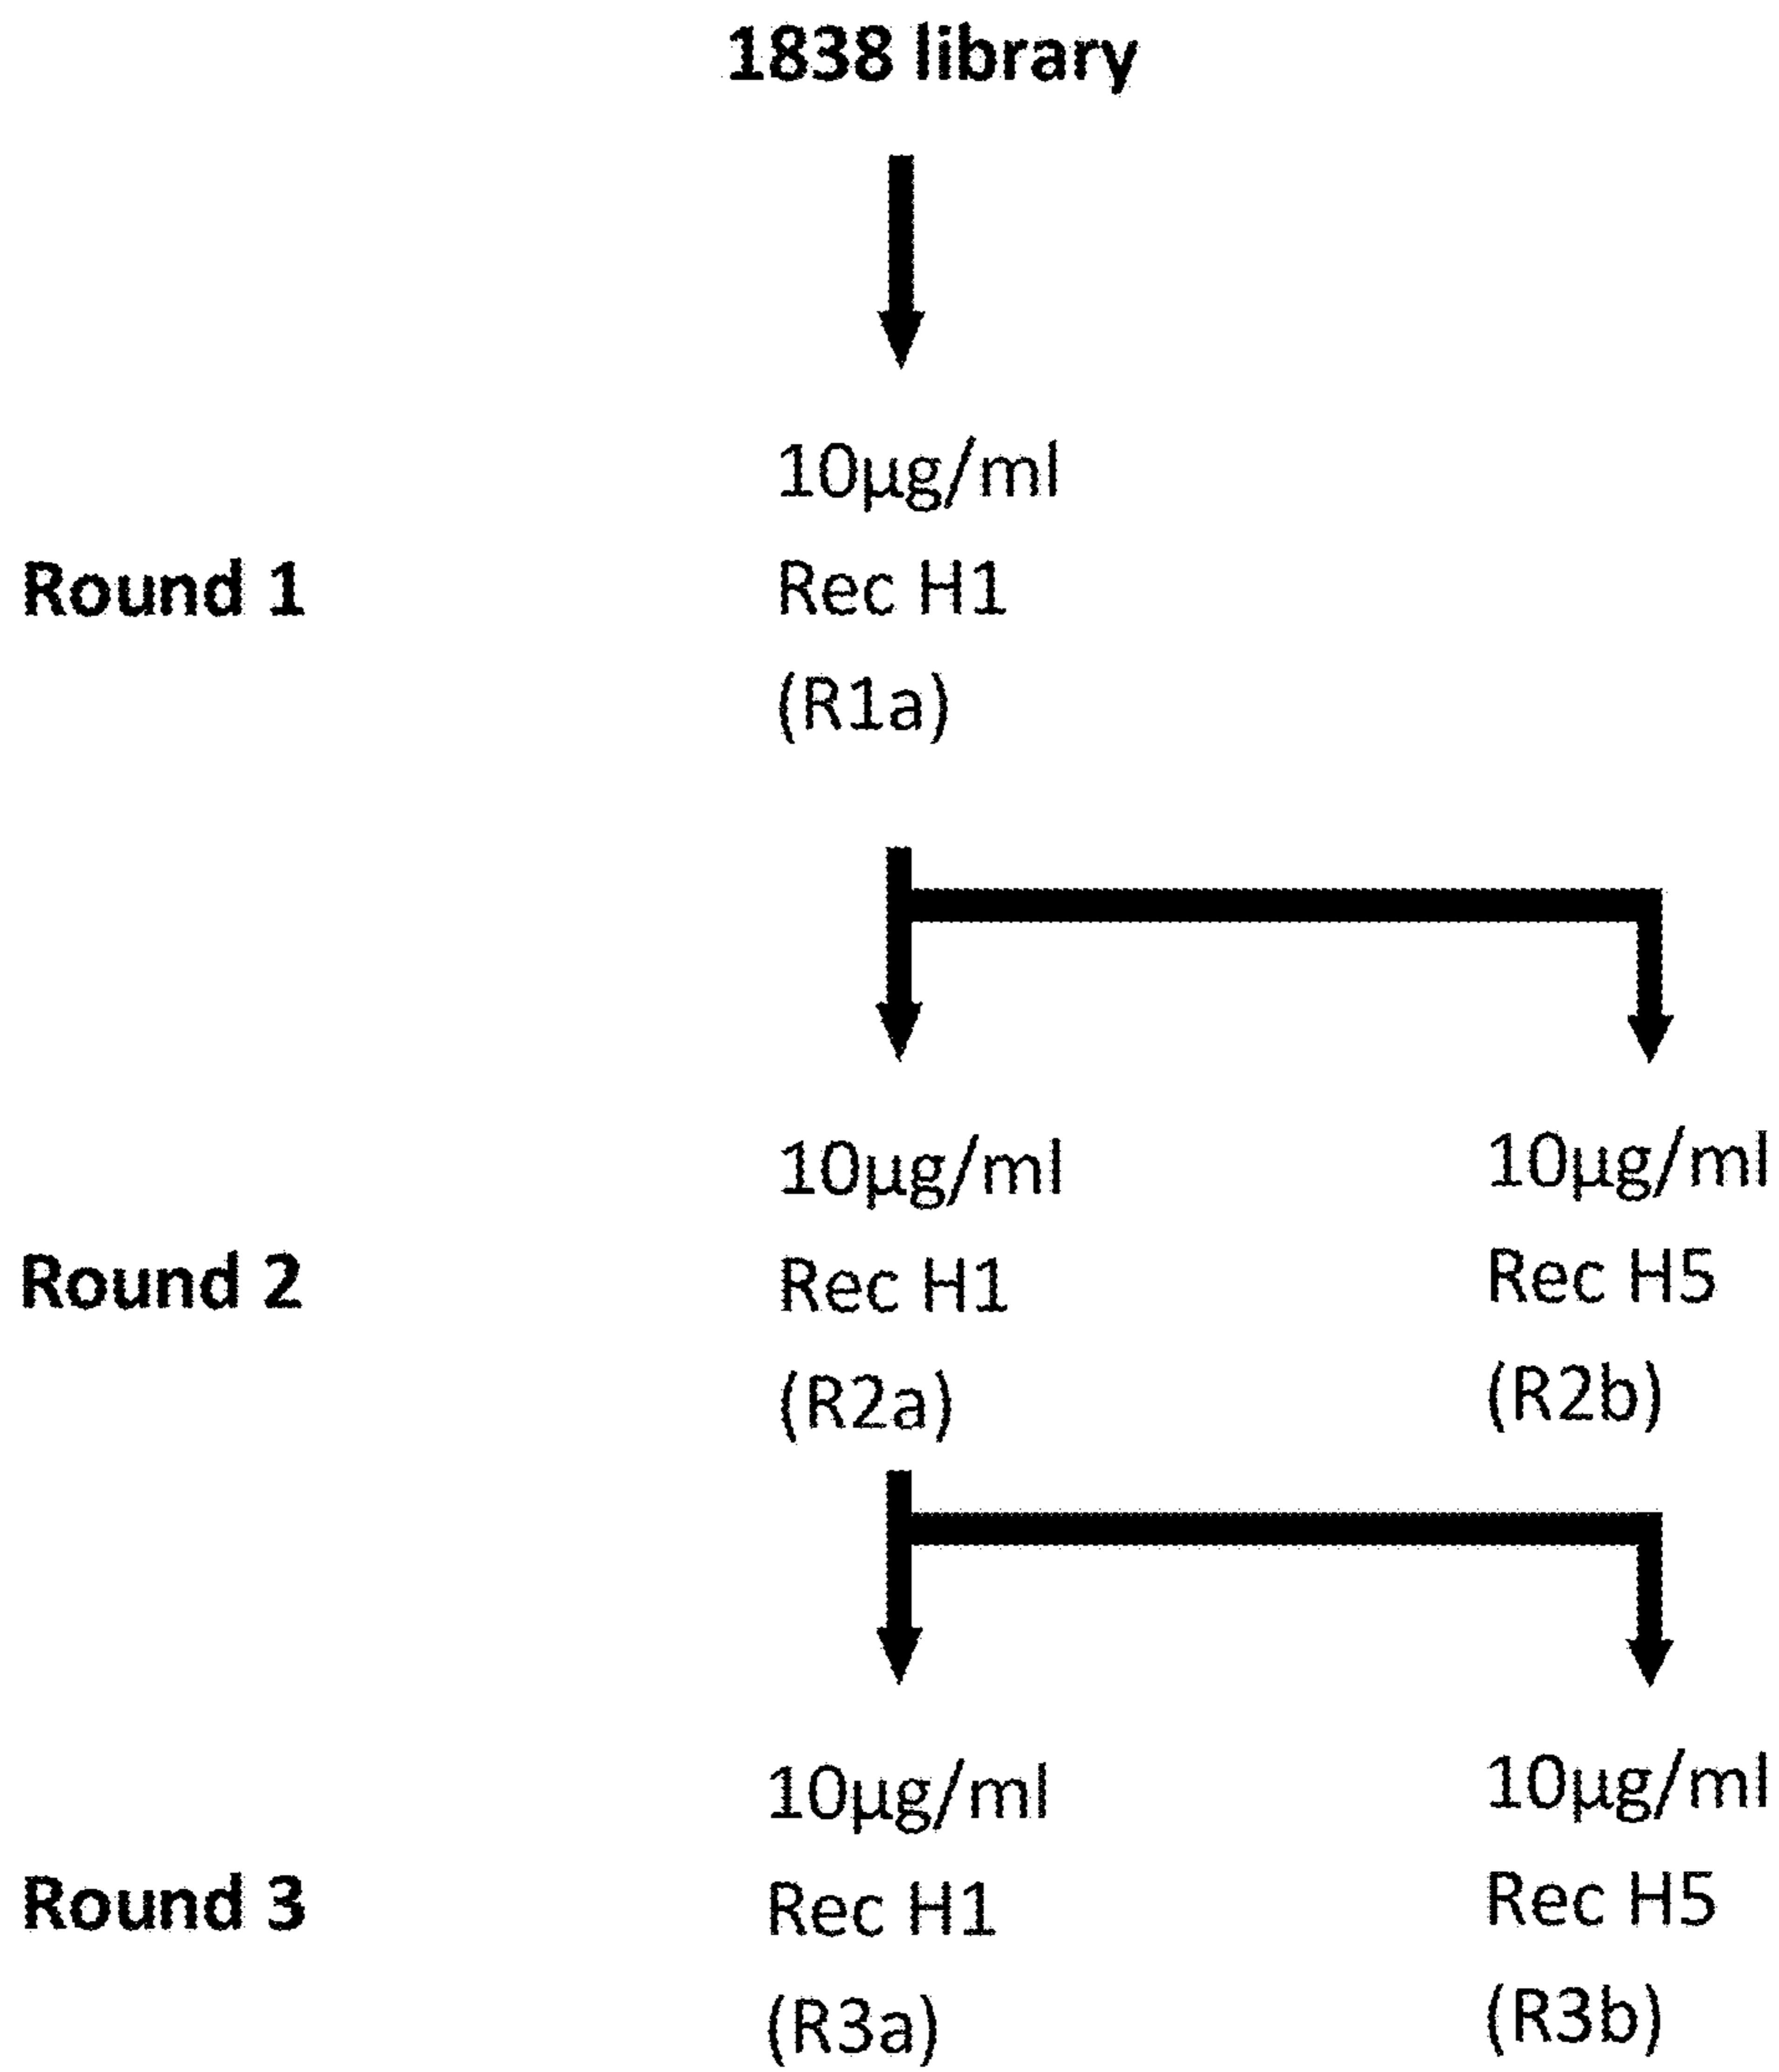 1838 library
10µg/ml
Round 1
Rec H1
(R1a)
10µg/ml
10µg/ml
Round 2
Rec H1
Rec H5
(R2a)
(R2b)
10µg/ml
10µg/ml
Round 3
Rec H1
Rec H5
(R3a)
(R3b)